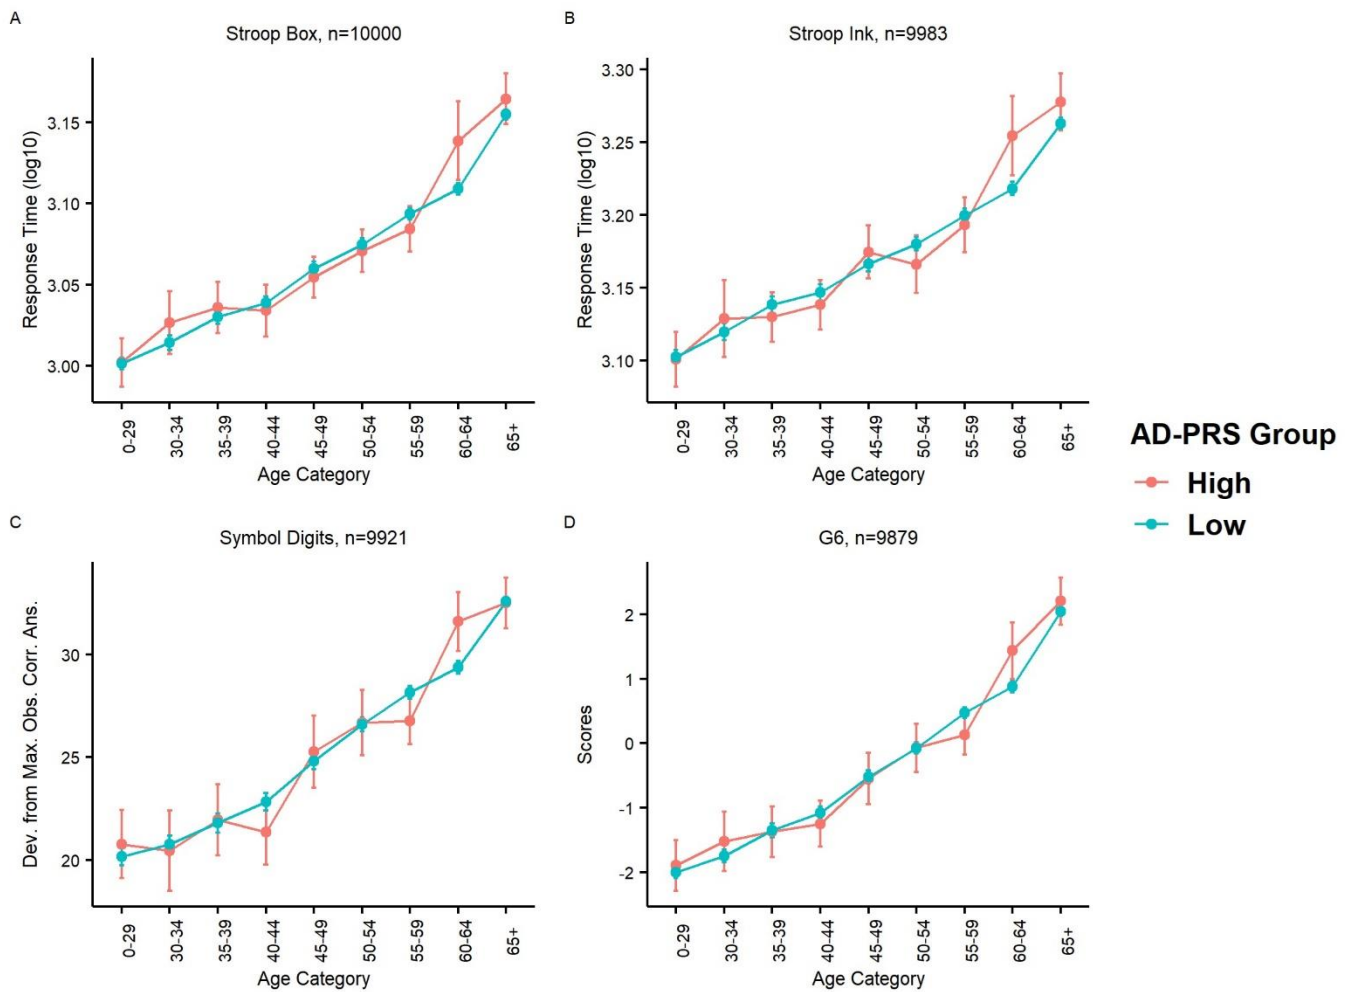 A
Stroop Box, n=10000
Response Time (log10)
3.15
3.10
3.05
3.00
0-29
30-34
35-39
40-44
45-49
50-54
55-59
60-64
65+
Age Category
B
Stroop Ink, n=9983
Response Time (log10)
3.30
3.25
3.20
3.15
3.10
0-29
30-34
35-39
40-44
45-49
50-54
55-59
60-64
65+
Age Category
AD-PRS Group
High
Low
C
Symbol Digits, n=9921
Dev. from Max. Obs. Corr. Ans.
30
25
20
0-29
30-34
35-39
40-44
45-49
50-54
55-59
60-64
65+
Age Category
D
G6, n=9879
Scores
2
1
0
-1
-2
0-29
30-34
35-39
40-44
45-49
50-54
55-59
60-64
65+
Age Category